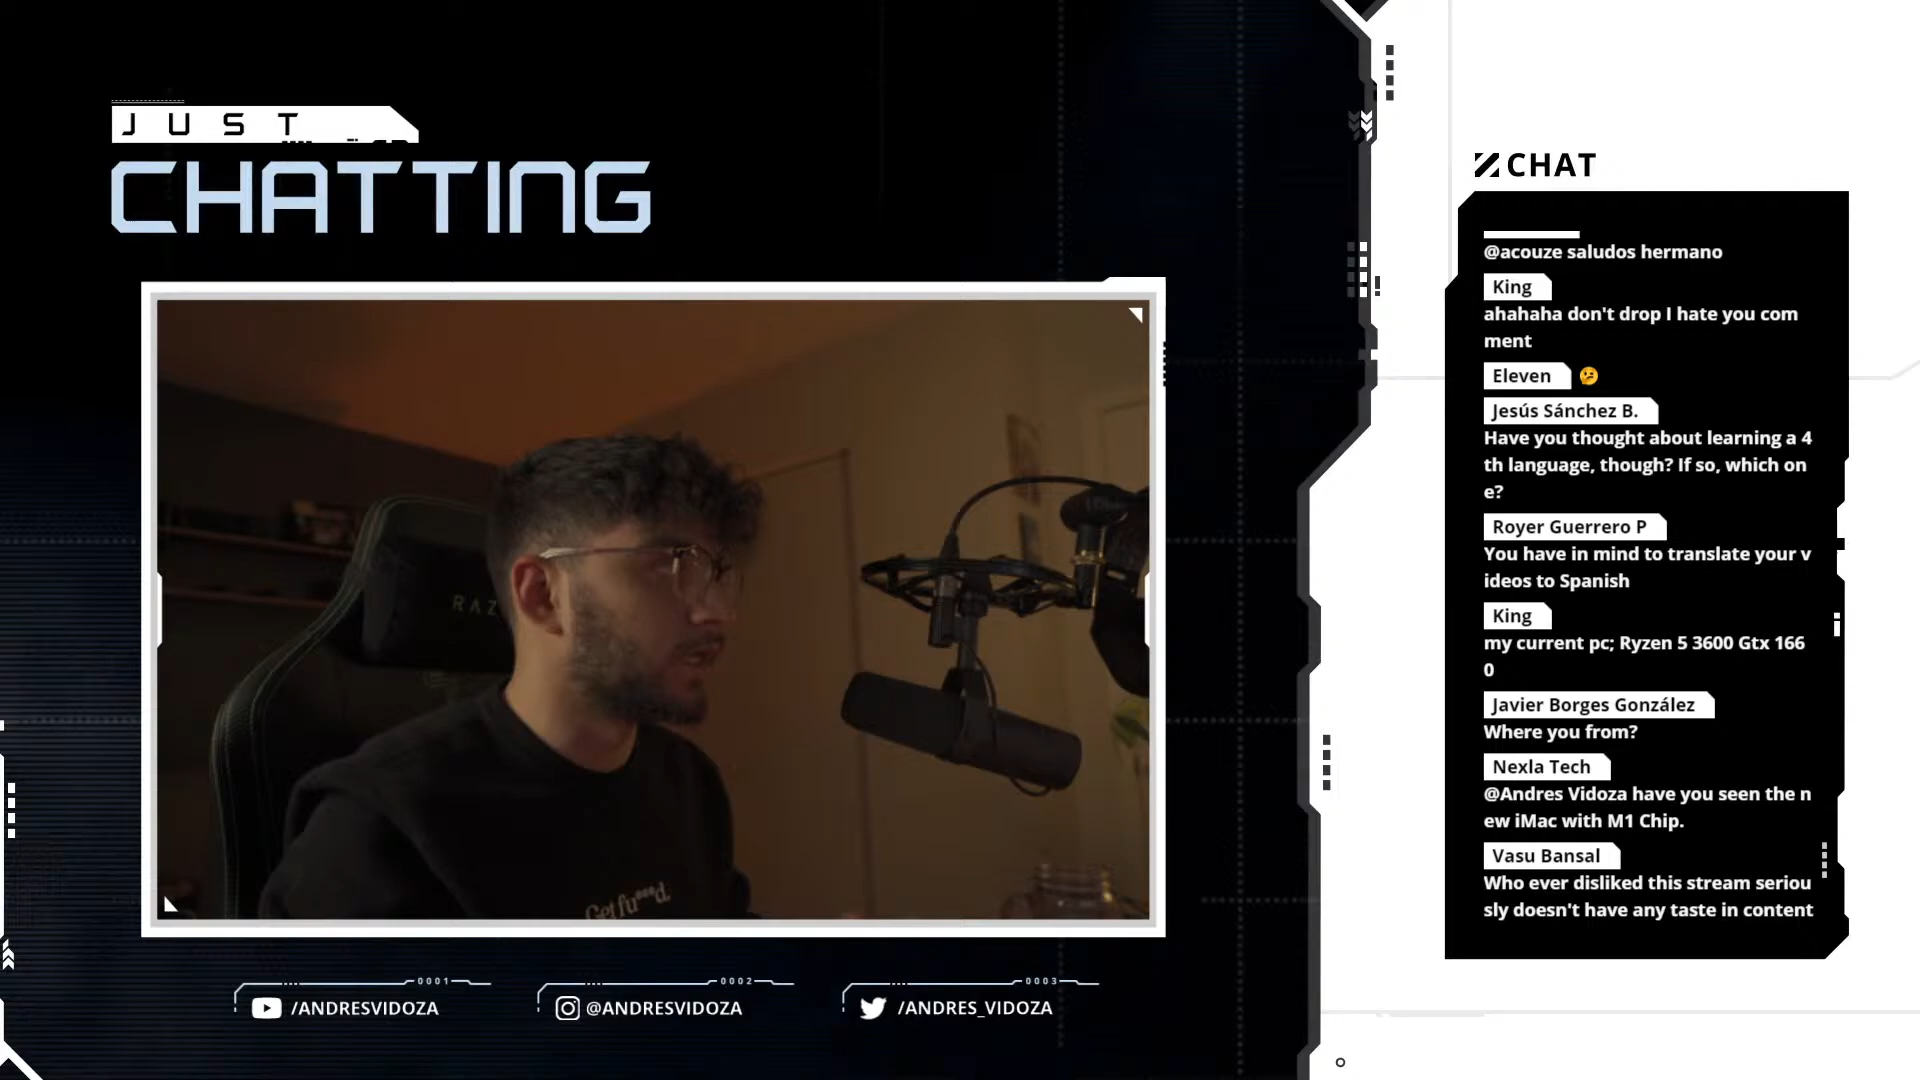 JUST
CHATTING
RAZ
Getfu***d.
0001
/ANDRESVIDOZA
0002
@ANDRESVIDOZA
0003
/ANDRES_VIDOZA
CHAT
@acouze saludos hermano
King
ahahaha don't drop I hate you com
ment
Eleven 🤔
Jesús Sánchez B.
Have you thought about learning a 4
th language, though? If so, which on
e?
Royer Guerrero P
You have in mind to translate your v
ideos to Spanish
King
my current pc; Ryzen 5 3600 Gtx 166
0
Javier Borges González
Where you from?
Nexla Tech
@Andres Vidoza have you seen the n
ew iMac with M1 Chip.
Vasu Bansal
Who ever disliked this stream seriou
sly doesn't have any taste in content